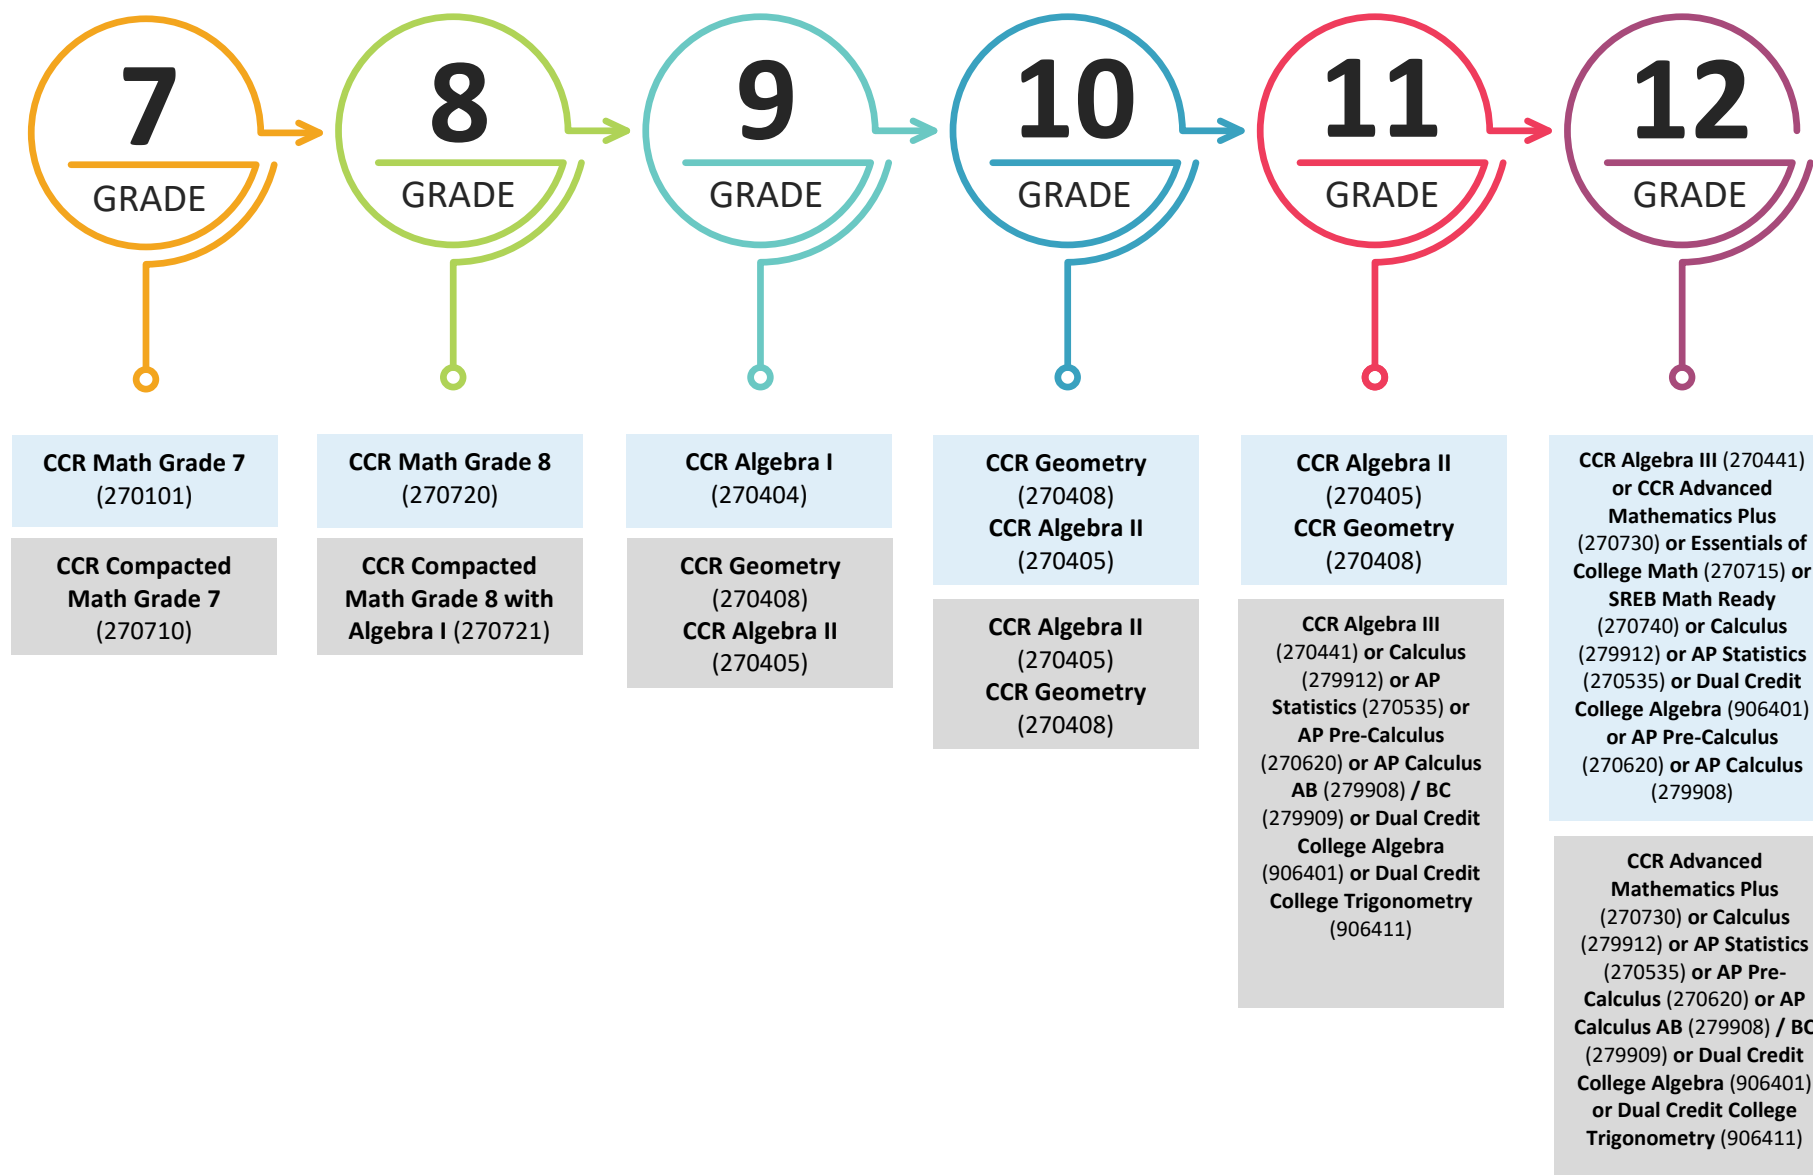 7
GRADE
8
GRADE
9
GRADE
10
GRADE
11
GRADE
12
GRADE
CCR Math Grade 7
(270101)
CCR Compacted
Math Grade 7
(270710)
CCR Math Grade 8
(270720)
CCR Compacted
Math Grade 8 with
Algebra I (270721)
CCR Algebra I
(270404)
CCR Geometry
(270408)
CCR Algebra II
(270405)
CCR Geometry
(270408)
CCR Algebra II
(270405)
CCR Algebra II
(270405)
CCR Geometry
(270408)
CCR Algebra II
(270405)
CCR Geometry
(270408)
CCR Algebra III
(270441) or Calculus
(279912) or AP
Statistics (270535) or
AP Pre-Calculus
(270620) or AP Calculus
AB (279908) / BC
(279909) or Dual Credit
College Algebra
(906401) or Dual Credit
College Trigonometry
(906411)
CCR Algebra III (270441)
or CCR Advanced
Mathematics Plus
(270730) or Essentials of
College Math (270715) or
SREB Math Ready
(270740) or Calculus
(279912) or AP Statistics
(270535) or Dual Credit
College Algebra (906401)
or AP Pre-Calculus
(270620) or AP Calculus
(279908)
CCR Advanced
Mathematics Plus
(270730) or Calculus
(279912) or AP Statistics
(270535) or AP Pre-
Calculus (270620) or AP
Calculus AB (279908) / BC
(279909) or Dual Credit
College Algebra (906401)
or Dual Credit College
Trigonometry (906411)